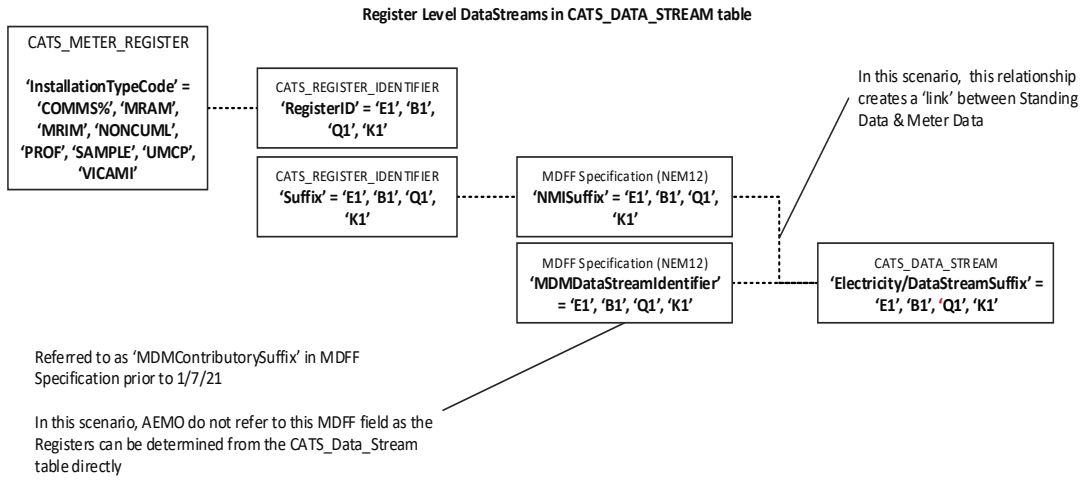 Register Level DataStreams in CATS_DATA_STREAM table
CATS_METER_REGISTER
‘InstallationTypeCode’ =
‘COMMS%’, ‘MRAM’,
‘MRIM’, ‘NONCUML’,
‘PROF’, ‘SAMPLE’, ‘UMCP’,
‘VICAMI’
CATS_REGISTER_IDENTIFIER
‘RegisterID’ = ‘E1’, ‘B1’,
‘Q1’, ‘K1’
CATS_REGISTER_IDENTIFIER
‘Suffix’ = ‘E1’, ‘B1’, ‘Q1’,
‘K1’
MDFF Specification (NEM12)
‘NMISuffix’ = ‘E1’, ‘B1’, ‘Q1’,
‘K1’
MDFF Specification (NEM12)
‘MDMDataStreamIdentifier’
= ‘E1’, ‘B1’, ‘Q1’, ‘K1’
In this scenario, this relationship
creates a ‘link’ between Standing
Data & Meter Data
CATS_DATA_STREAM
‘Electricity/DataStreamSuffix’ =
‘E1’, ‘B1’, ‘Q1’, ‘K1’
Referred to as ‘MDMContributorySuffix’ in MDFF
Specification prior to 1/7/21
In this scenario, AEMO do not refer to this MDFF field as the
Registers can be determined from the CATS_Data_Stream
table directly